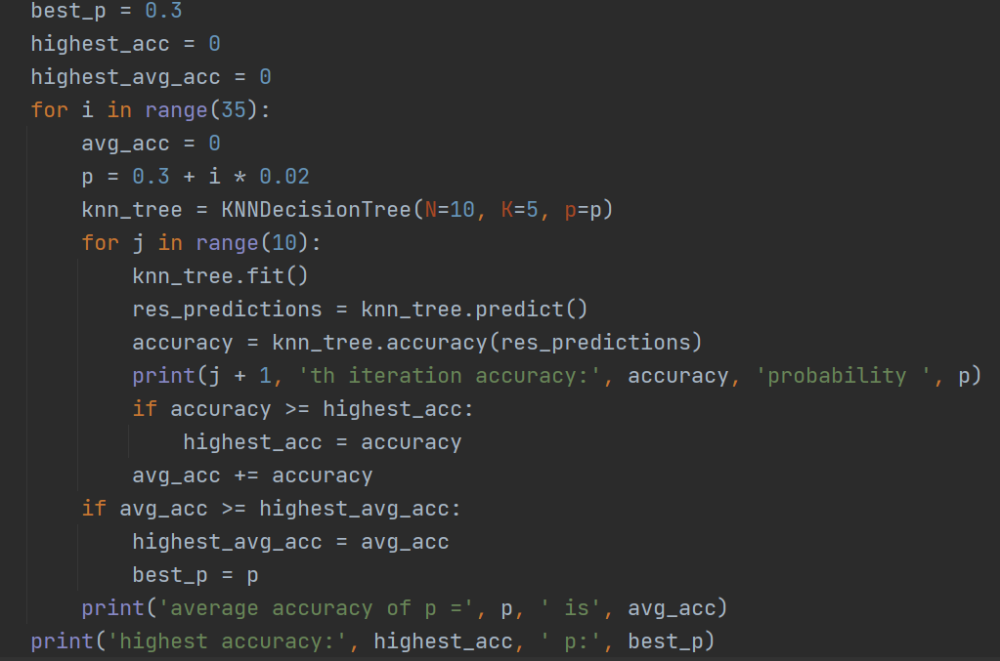 best_p = 0.3
highest_acc = 0
highest_avg_acc = 0
for i in range(35):
    avg_acc = 0
    p = 0.3 + i * 0.02
    knn_tree = KNNDecisionTree(N=10, K=5, p=p)
    for j in range(10):
        knn_tree.fit()
        res_predictions = knn_tree.predict()
        accuracy = knn_tree.accuracy(res_predictions)
        print(j + 1, 'th iteration accuracy:', accuracy, 'probability ', p)
        if accuracy >= highest_acc:
            highest_acc = accuracy
        avg_acc += accuracy
    if avg_acc >= highest_avg_acc:
        highest_avg_acc = avg_acc
        best_p = p
    print('average accuracy of p =', p, ' is', avg_acc)
print('highest accuracy:', highest_acc, ' p:', best_p)